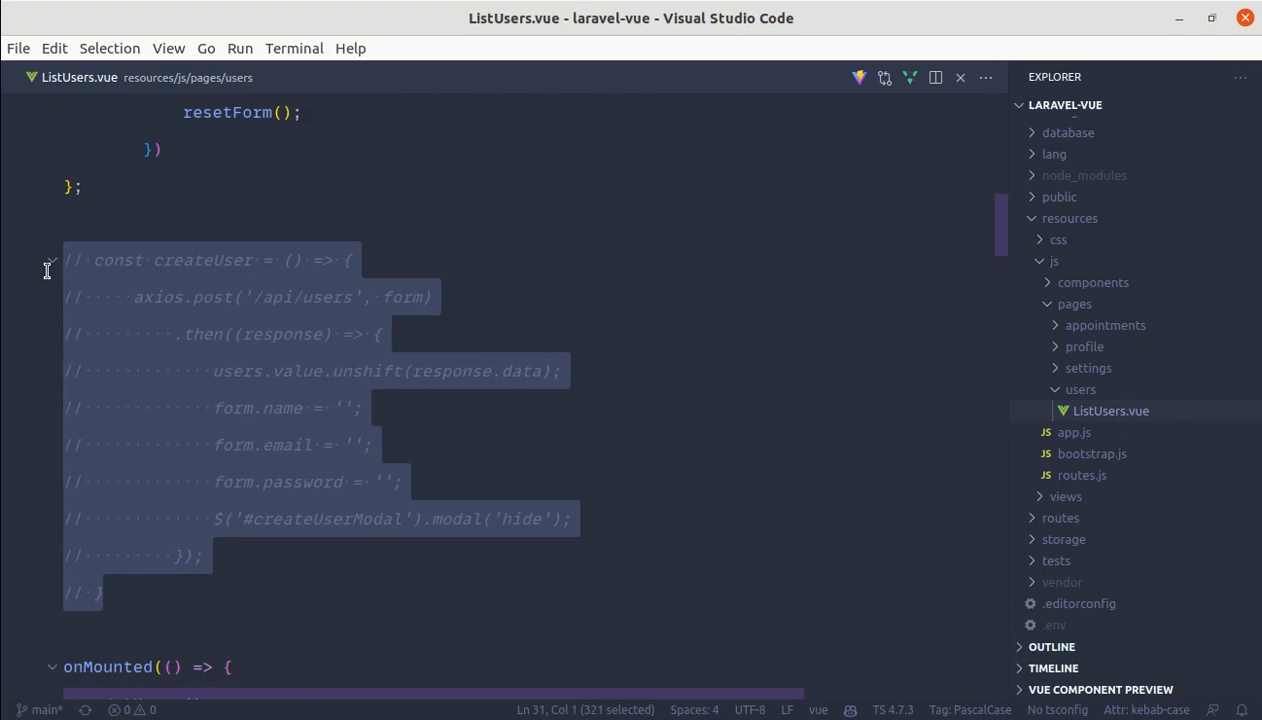 ListUsers.vue - laravel-vue - Visual Studio Code
File Edit Selection View Go Run Terminal Help
ListUsers.vue resources/js/pages/users
resetForm();
})
};
// const createUser = () => {
// axios.post('/api/users', form)
// .then((response) => {
// users.value.unshift(response.data);
// form.name = '';
// form.email = '';
// form.password = '';
// $('#createUserModal').modal('hide');
// });
// }
onMounted(() => {
EXPLORER
LARAVEL-VUE
database
lang
node_modules
public
resources
css
js
components
pages
appointments
profile
settings
users
ListUsers.vue
JS app.js
JS bootstrap.js
JS routes.js
views
routes
storage
tests
vendor
.editorconfig
.env
OUTLINE
TIMELINE
VUE COMPONENT PREVIEW
main* 0 0 Ln 31, Col 1 (321 selected) Spaces: 4 UTF-8 LF vue TS 4.7.3 Tag: PascalCase No tsconfig Attr: kebab-case